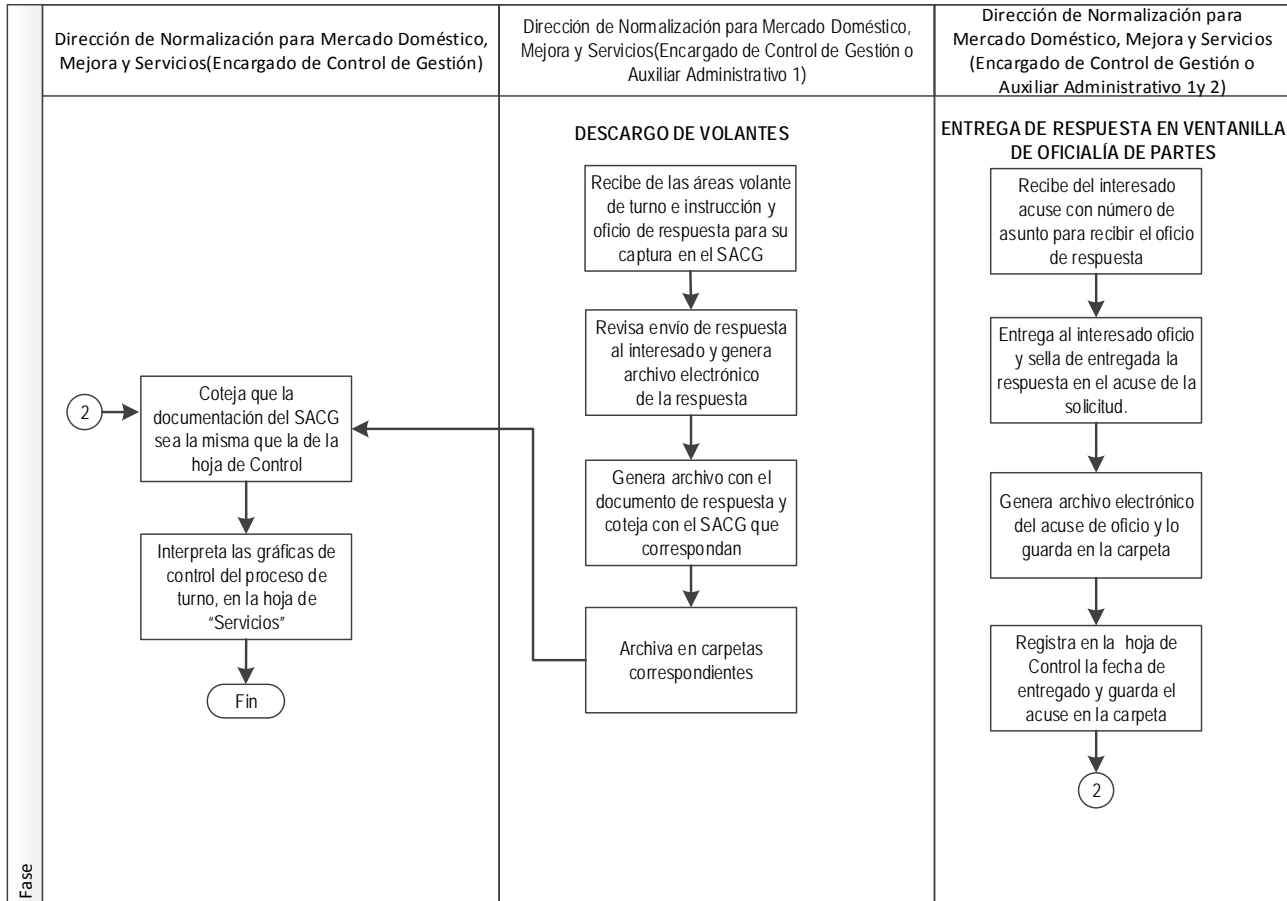 Dirección de Normalización para Mercado Doméstico,
Mejora y Servicios(Encargado de Control de Gestión)
Dirección de Normalización para Mercado Doméstico,
Mejora y Servicios(Encargado de Control de Gestión o
Auxiliar Administrativo 1)
Dirección de Normalización para
Mercado Doméstico, Mejora y Servicios
(Encargado de Control de Gestión o
Auxiliar Administrativo 1y 2)
2
Coteja que la
documentación del SACG
sea la misma que la de la
hoja de Control
Interpreta las gráficas de
control del proceso de
turno, en la hoja de
“Servicios”
Fin
DESCARGO DE VOLANTES
Recibe de las áreas volante
de turno e instrucción y
oficio de respuesta para su
captura en el SACG
Revisa envío de respuesta
al interesado y genera
archivo electrónico
de la respuesta
Genera archivo con el
documento de respuesta y
coteja con el SACG que
correspondan
Archiva en carpetas
correspondientes
ENTREGA DE RESPUESTA EN VENTANILLA
DE OFICIALÍA DE PARTES
Recibe del interesado
acuse con número de
asunto para recibir el oficio
de respuesta
Entrega al interesado oficio
y sella de entregada la
respuesta en el acuse de la
solicitud.
Genera archivo electrónico
del acuse de oficio y lo
guarda en la carpeta
Registra en la hoja de
Control la fecha de
entregado y guarda el
acuse en la carpeta
2
Fase